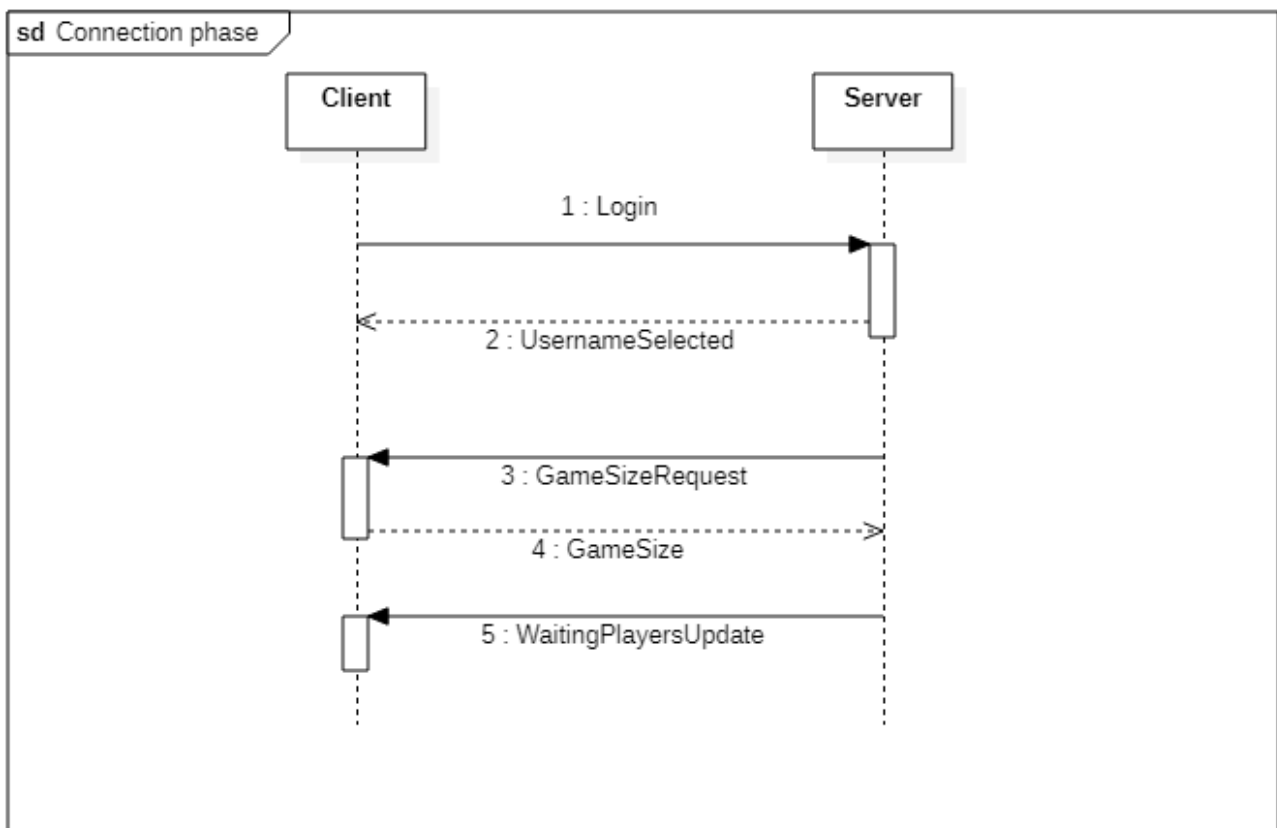 sd Connection phase
Client
Server
1 : Login
2 : UsernameSelected
3 : GameSizeRequest
4 : GameSize
5 : WaitingPlayersUpdate